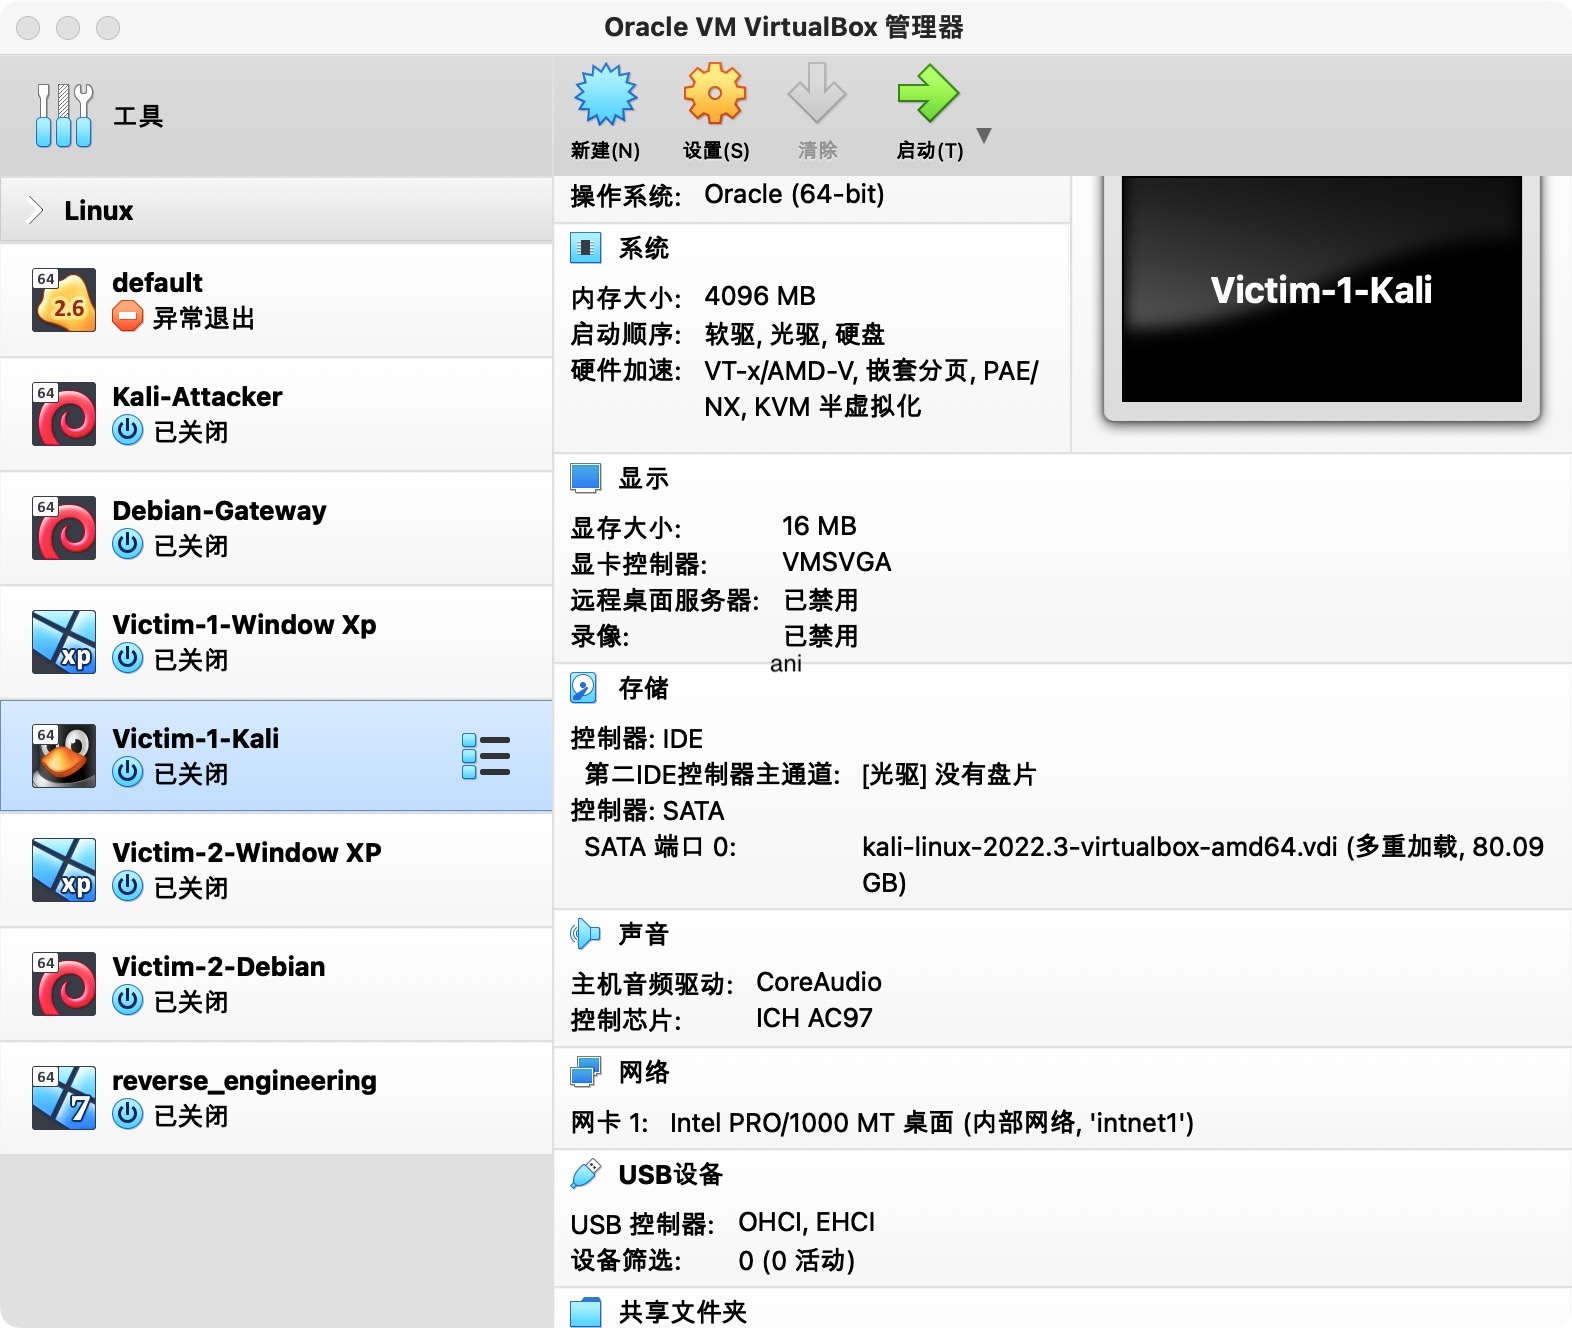 Oracle VM VirtualBox 管理器
工具
新建(N)
设置(S)
清除
启动(T)
Linux
64
2.6
default
异常退出
64
Kali-Attacker
已关闭
64
Debian-Gateway
已关闭
xp
Victim-1-Window Xp
已关闭
64
Victim-1-Kali
已关闭
xp
Victim-2-Window XP
已关闭
64
Victim-2-Debian
已关闭
64
7
reverse_engineering
已关闭
操作系统: Oracle (64-bit)
系统
内存大小: 4096 MB
启动顺序: 软驱, 光驱, 硬盘
硬件加速: VT-x/AMD-V, 嵌套分页, PAE/
NX, KVM 半虚拟化
Victim-1-Kali
显示
显存大小: 16 MB
显卡控制器: VMSVGA
远程桌面服务器: 已禁用
录像: 已禁用
ani
存储
控制器: IDE
第二IDE控制器主通道: [光驱] 没有盘片
控制器: SATA
SATA 端口 0: kali-linux-2022.3-virtualbox-amd64.vdi (多重加载, 80.09
GB)
声音
主机音频驱动: CoreAudio
控制芯片: ICH AC97
网络
网卡 1: Intel PRO/1000 MT 桌面 (内部网络, 'intnet1')
USB设备
USB 控制器: OHCI, EHCI
设备筛选: 0 (0 活动)
共享文件夹